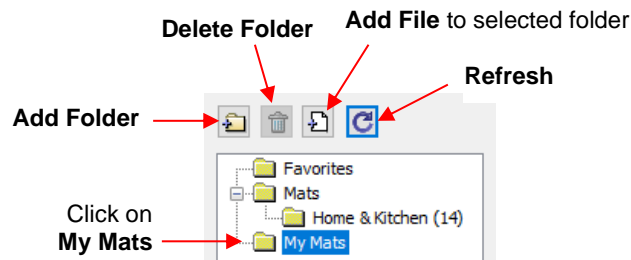 Delete Folder
Add File to selected folder
Refresh
Add Folder
Favorites
Mats
Home & Kitchen (14)
Click on
My Mats
My Mats